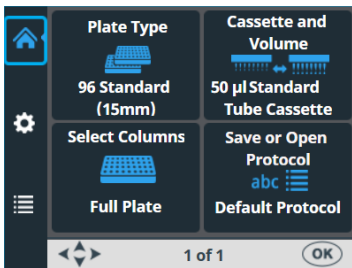 Plate Type
96 Standard
(15mm)
Cassette and
Volume
50 µl Standard
Tube Cassette
Select Columns
Full Plate
Save or Open
Protocol
abc
Default Protocol
1 of 1
OK